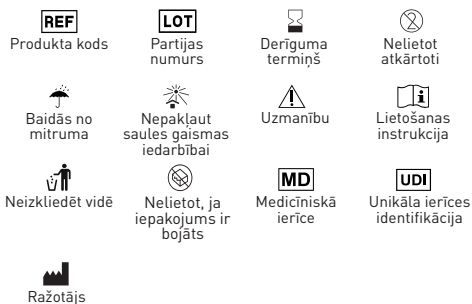 REF
Produkta kods
LOT
Partijas
numurs
Derīguma
termiņš
Nelietot
atkārtoti
Baidās no
mitruma
Nepakļaut
saules gaismas
iedarbībai
Uzmanību
Lietošanas
instrukcija
Neizkliedēt vidē
Nelietot, ja
iepakojums ir
bojāts
MD
Medicīniskā
ierīce
UDI
Unikāla ierīces
identifikācija
Ražotājs